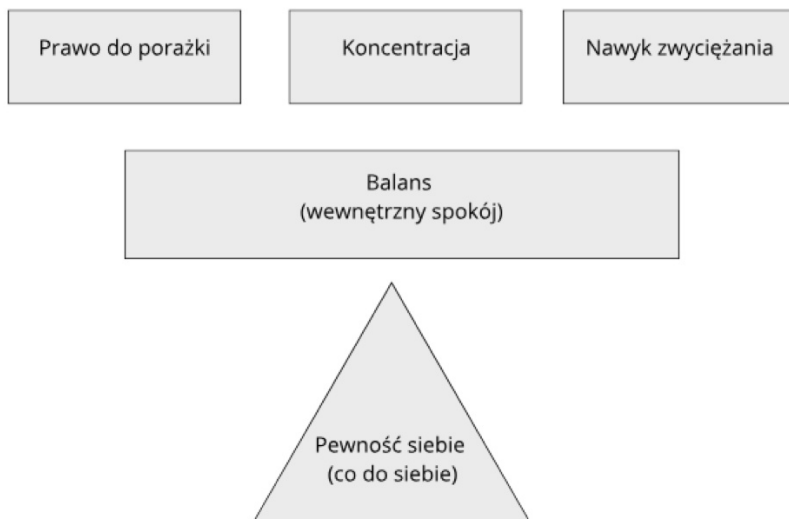 Prawo do porażki
Koncentracja
Nawyk zwyciężania
Balans
(wewnętrzny spokój)
Pewność siebie
(co do siebie)